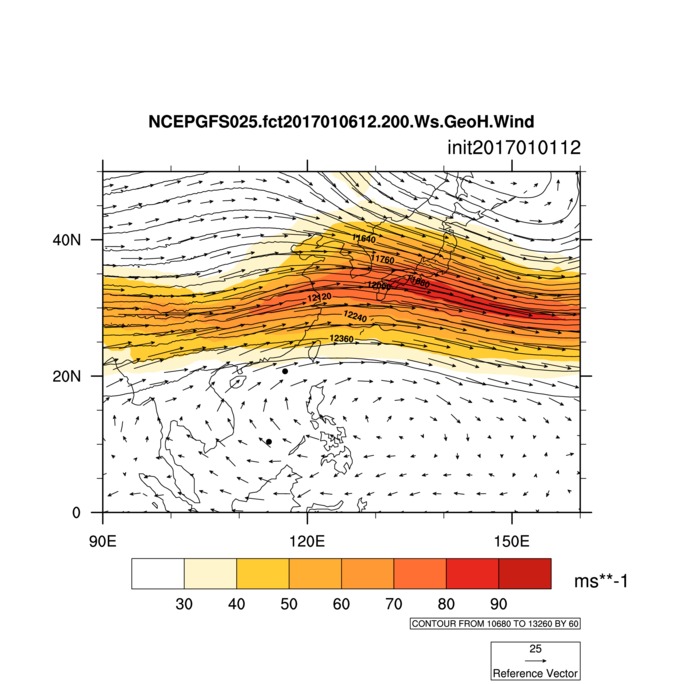 NCEPGFS025.fct2017010612.200.Ws.GeoH.Wind
init2017010112
40N
20N
0
11640
11760
11880
12000
12120
12240
12360
90E 120E 150E
30 40 50 60 70 80 90
ms**-1
CONTOUR FROM 10680 TO 13260 BY 60
25
Reference Vector